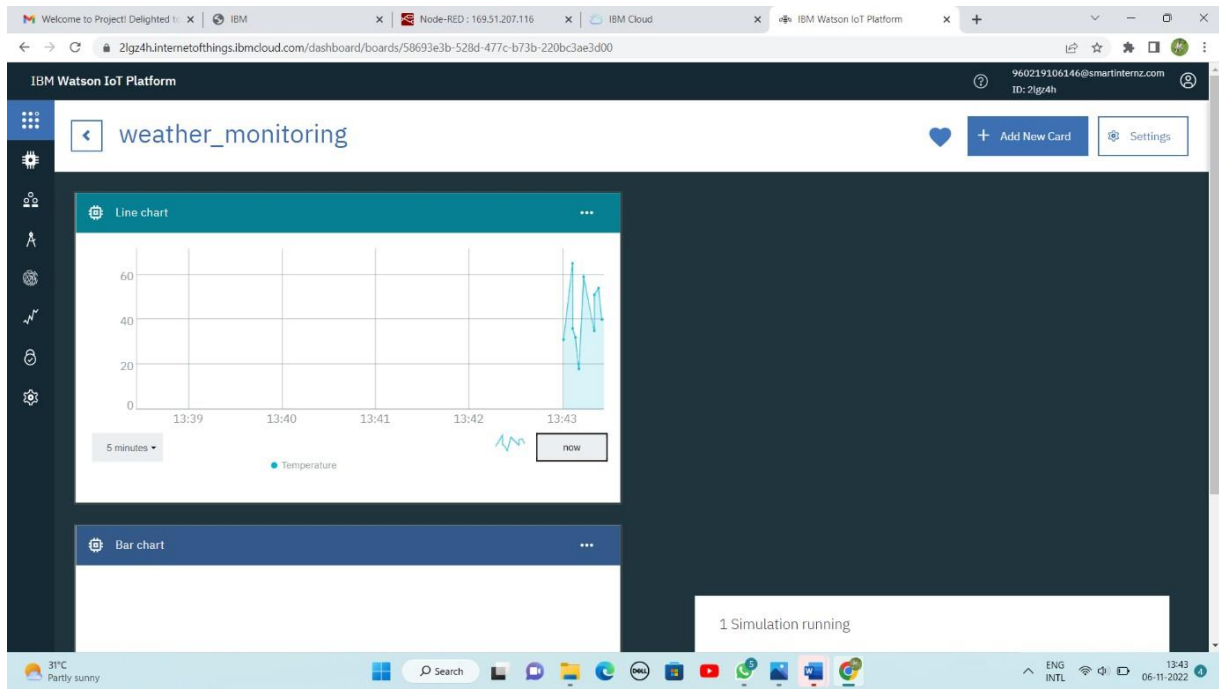 Welcome to Project! Delighted to
IBM
Node-RED : 169.51.207.116
IBM Cloud
IBM Watson IoT Platform
2lgz4h.internetofthings.ibmcloud.com/dashboard/boards/58693e3b-528d-477c-b73b-220bc3ae3d00
IBM Watson IoT Platform
960219106146@smartinternz.com
ID: 2lgz4h
weather_monitoring
Add New Card
Settings
Line chart
60
40
20
0
13:39 13:40 13:41 13:42 13:43
5 minutes
now
Temperature
Bar chart
1 Simulation running
31°C
Partly sunny
Search
DELL
W
ENG
INTL
13:43
06-11-2022
4